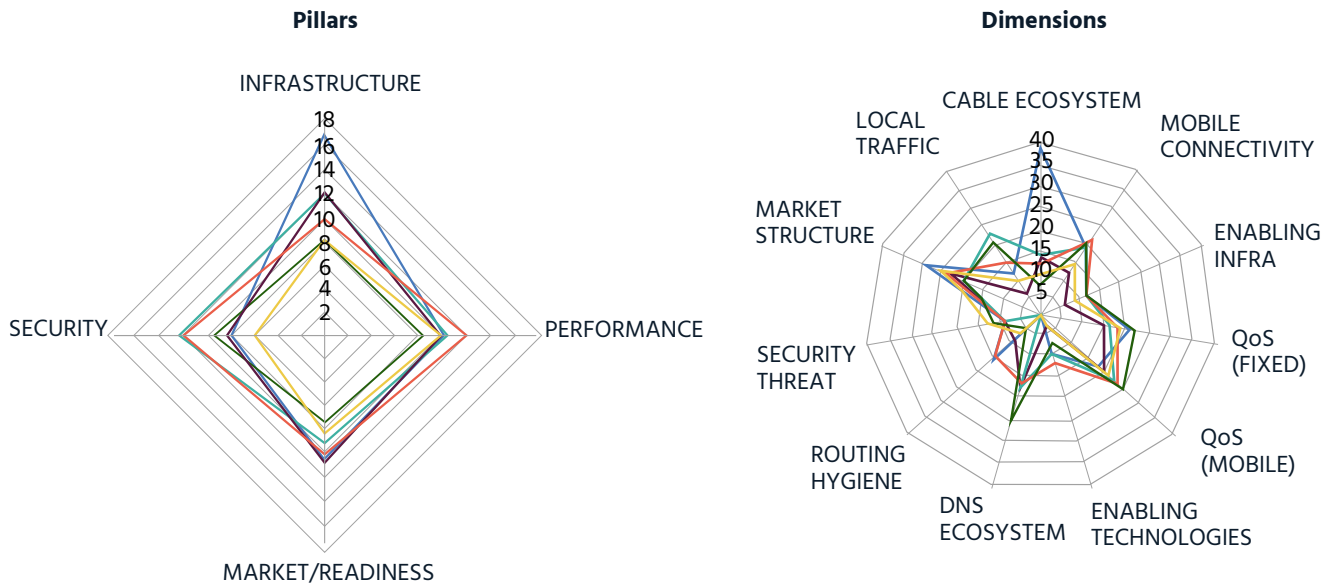 Pillars
INFRASTRUCTURE
18
16
14
12
10
8
6
4
2
SECURITY
PERFORMANCE
MARKET/READINESS
Dimensions
CABLE ECOSYSTEM
LOCAL
TRAFFIC
MOBILE
CONNECTIVITY
40
35
30
25
20
15
10
5
MARKET
STRUCTURE
ENABLING
INFRA
SECURITY
THREAT
QoS
(FIXED)
ROUTING
HYGIENE
QoS
(MOBILE)
DNS
ECOSYSTEM
ENABLING
TECHNOLOGIES